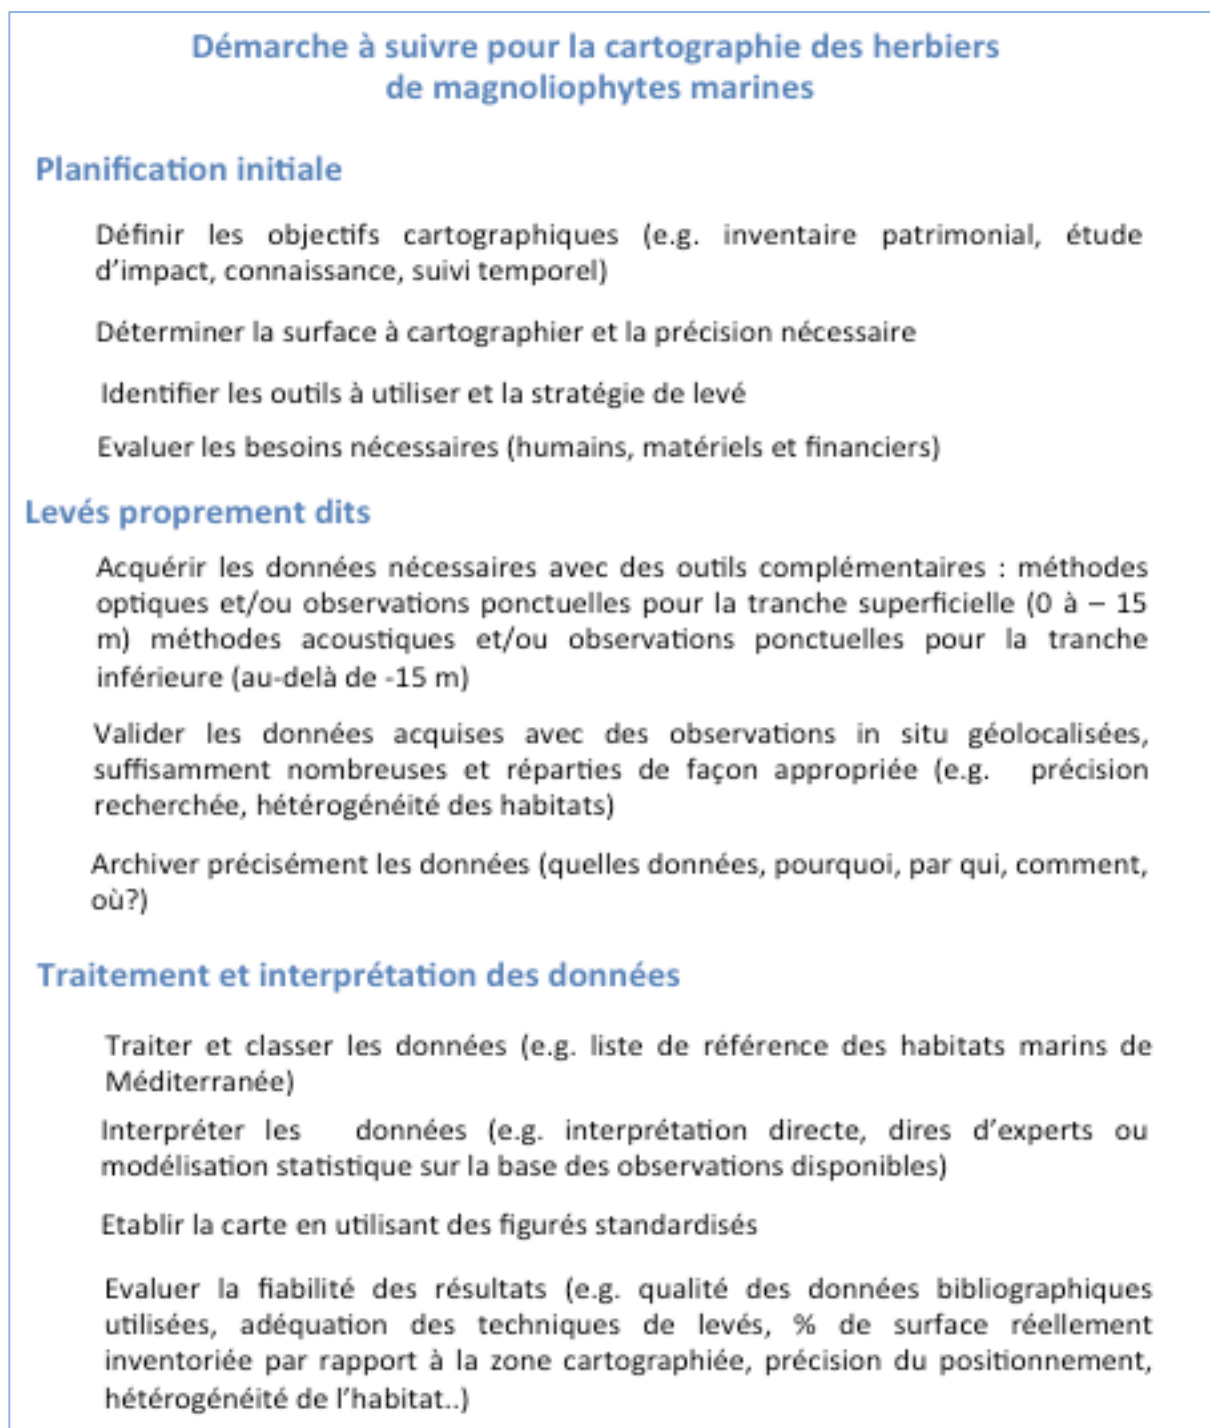 Démarche à suivre pour la cartographie des herbiers
de magnoliophytes marines
Planification initiale
Définir les objectifs cartographiques (e.g. inventaire patrimonial, étude
d’impact, connaissance, suivi temporel)
Déterminer la surface à cartographier et la précision nécessaire
Identifier les outils à utiliser et la stratégie de levé
Evaluer les besoins nécessaires (humains, matériels et financiers)
Levés proprement dits
Acquérir les données nécessaires avec des outils complémentaires : méthodes
optiques et/ou observations ponctuelles pour la tranche superficielle (0 à – 15
m) méthodes acoustiques et/ou observations ponctuelles pour la tranche
inférieure (au-delà de -15 m)
Valider les données acquises avec des observations in situ géolocalisées,
suffisamment nombreuses et réparties de façon appropriée (e.g. précision
recherchée, hétérogénéité des habitats)
Archiver précisément les données (quelles données, pourquoi, par qui, comment,
où?)
Traitement et interprétation des données
Traiter et classer les données (e.g. liste de référence des habitats marins de
Méditerranée)
Interpréter les données (e.g. interprétation directe, dires d’experts ou
modélisation statistique sur la base des observations disponibles)
Etablir la carte en utilisant des figurés standardisés
Evaluer la fiabilité des résultats (e.g. qualité des données bibliographiques
utilisées, adéquation des techniques de levés, % de surface réellement
inventoriée par rapport à la zone cartographiée, précision du positionnement,
hétérogénéité de l’habitat..)